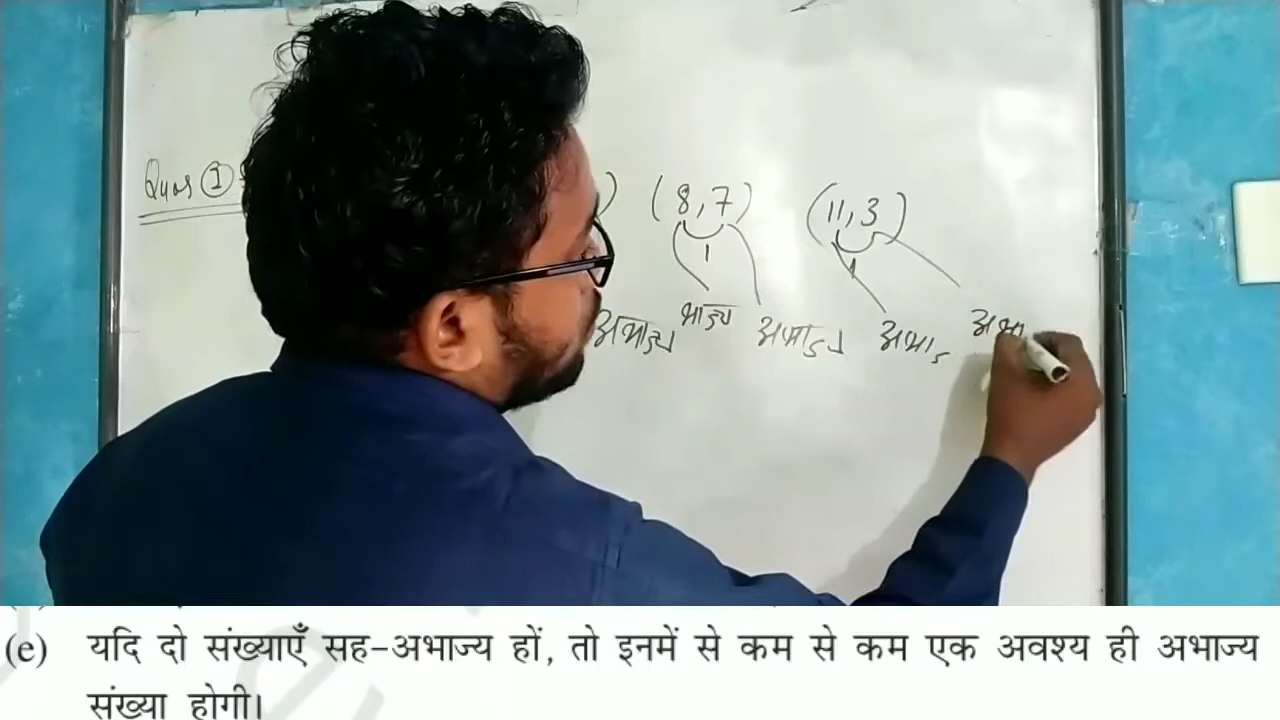 Ques ①
) (8, 7) (11, 3)
1 1
अभाज्य भाज्य अभाज्य अभाज अभा
(e) यदि दो संख्याएँ सह-अभाज्य हों, तो इनमें से कम से कम एक अवश्य ही अभाज्य
संख्या होगी।